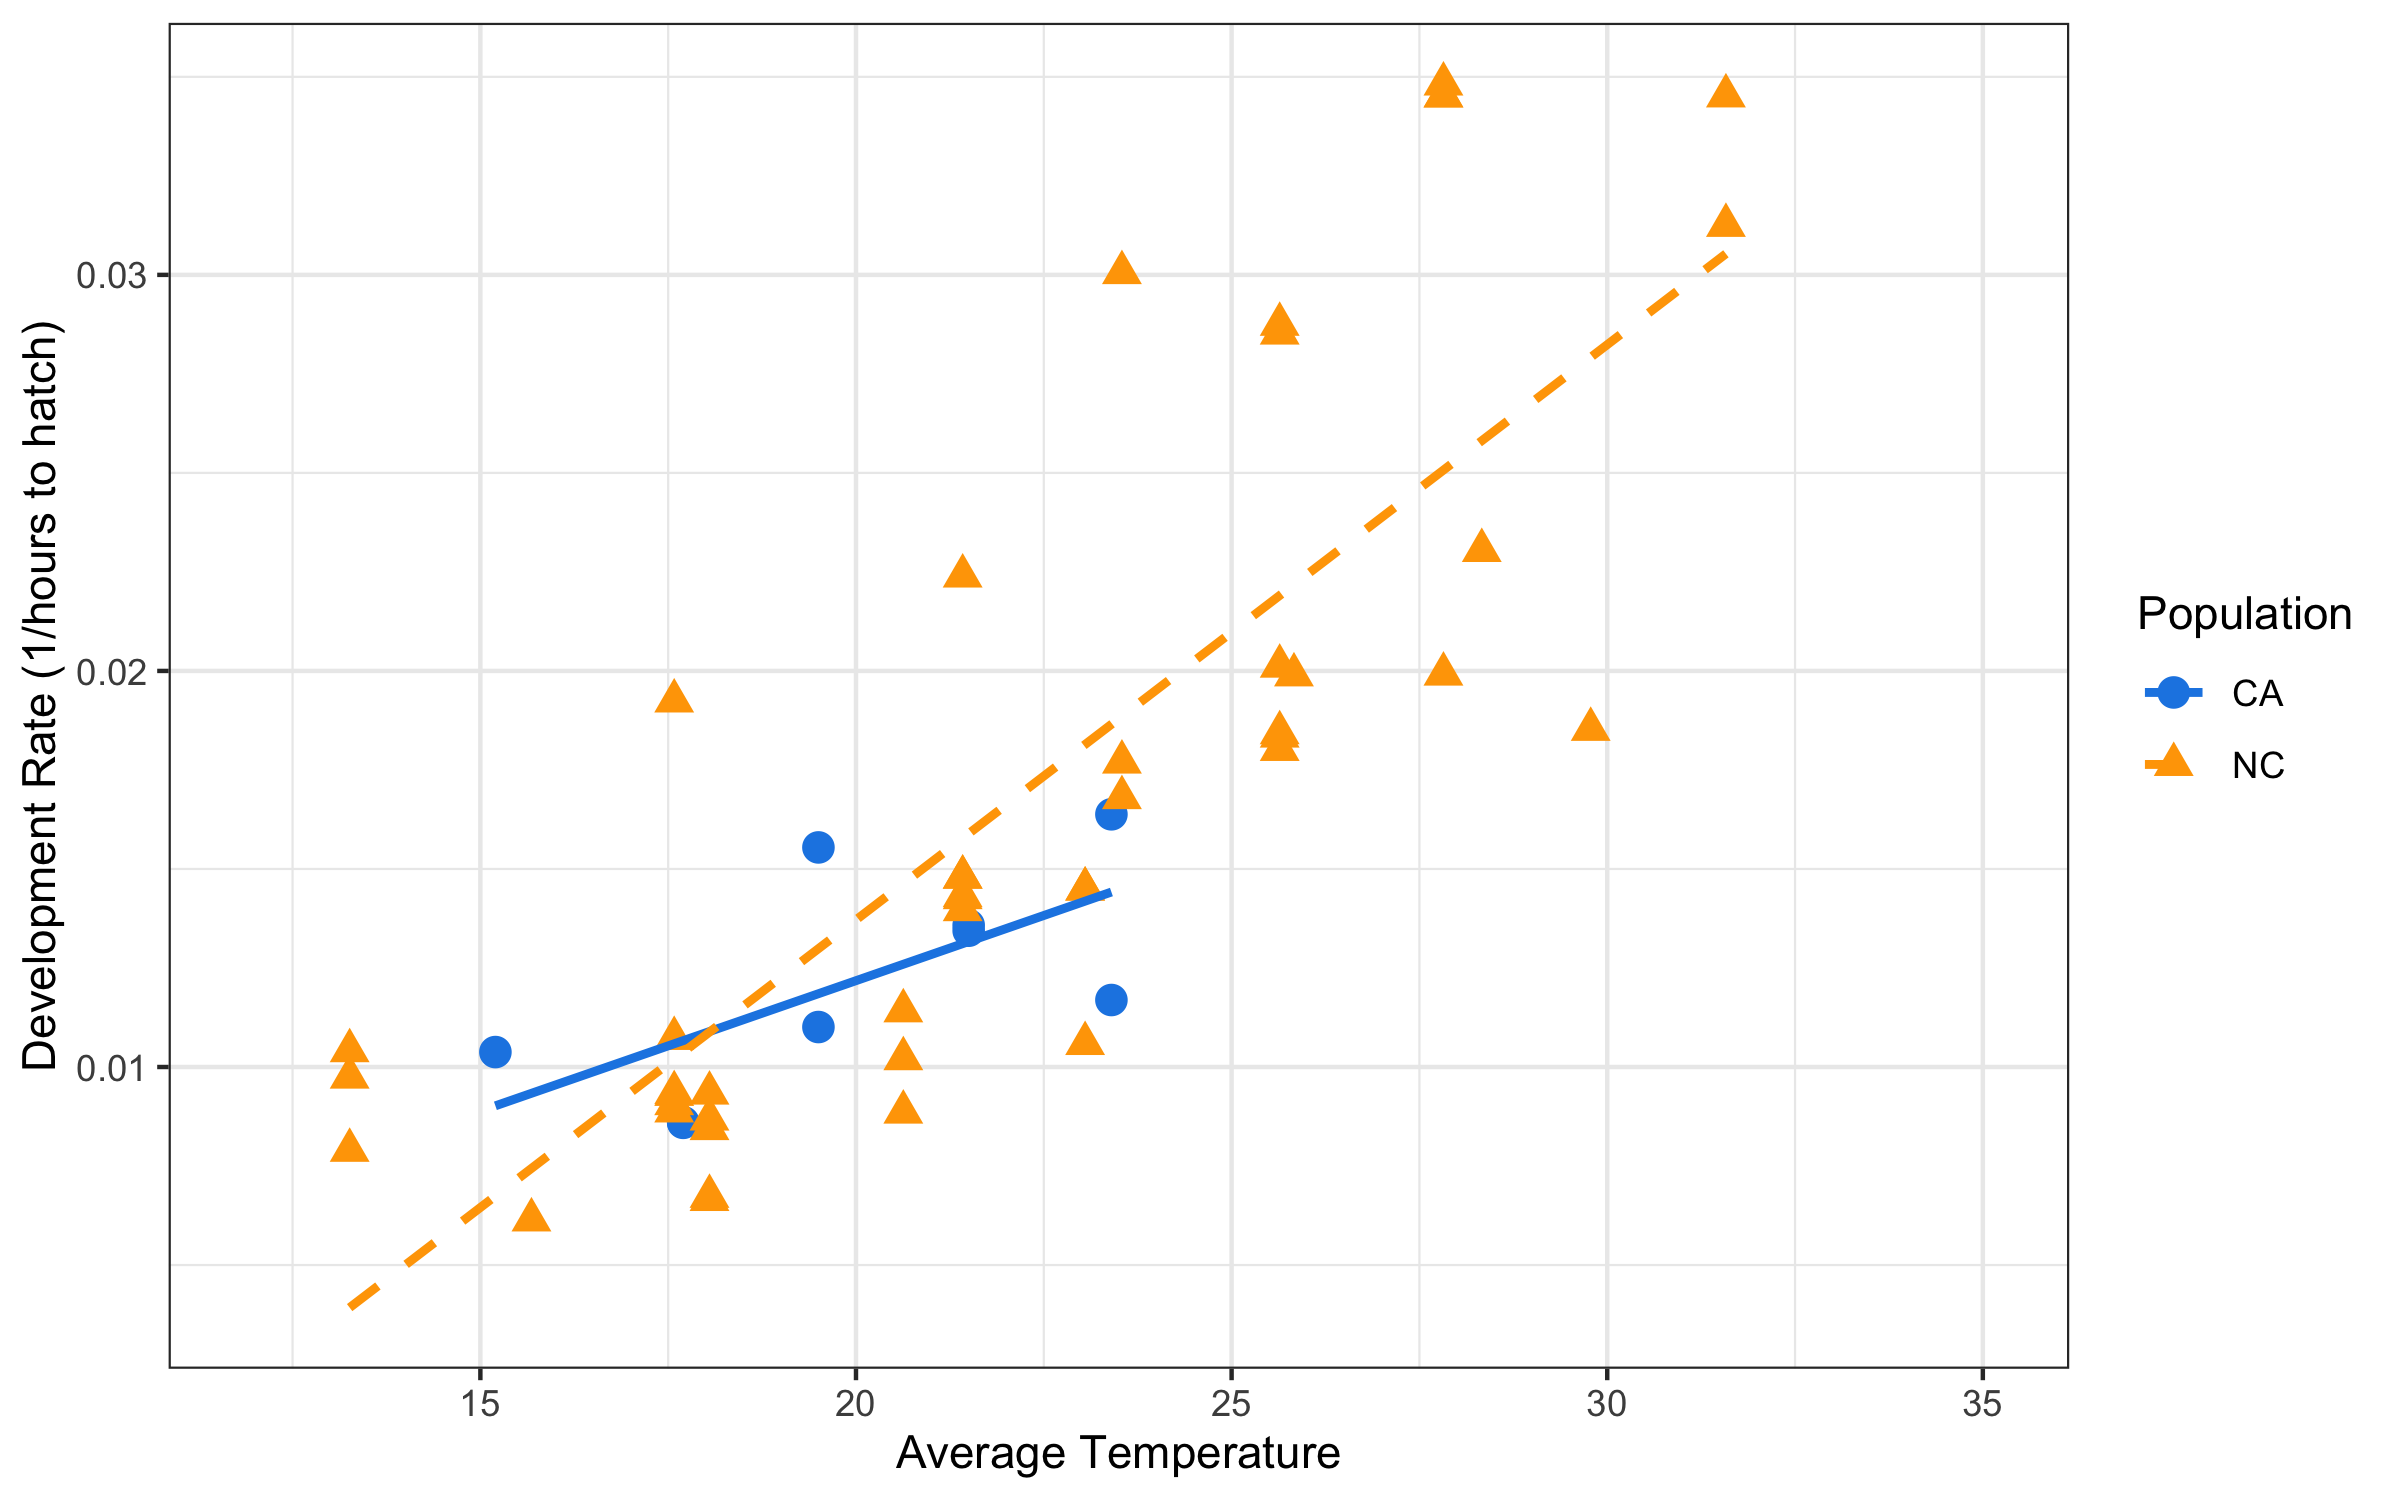 Development Rate (1/hours to hatch)
0.03
0.02
0.01
15 20 25 30 35
Average Temperature
Population
CA
NC